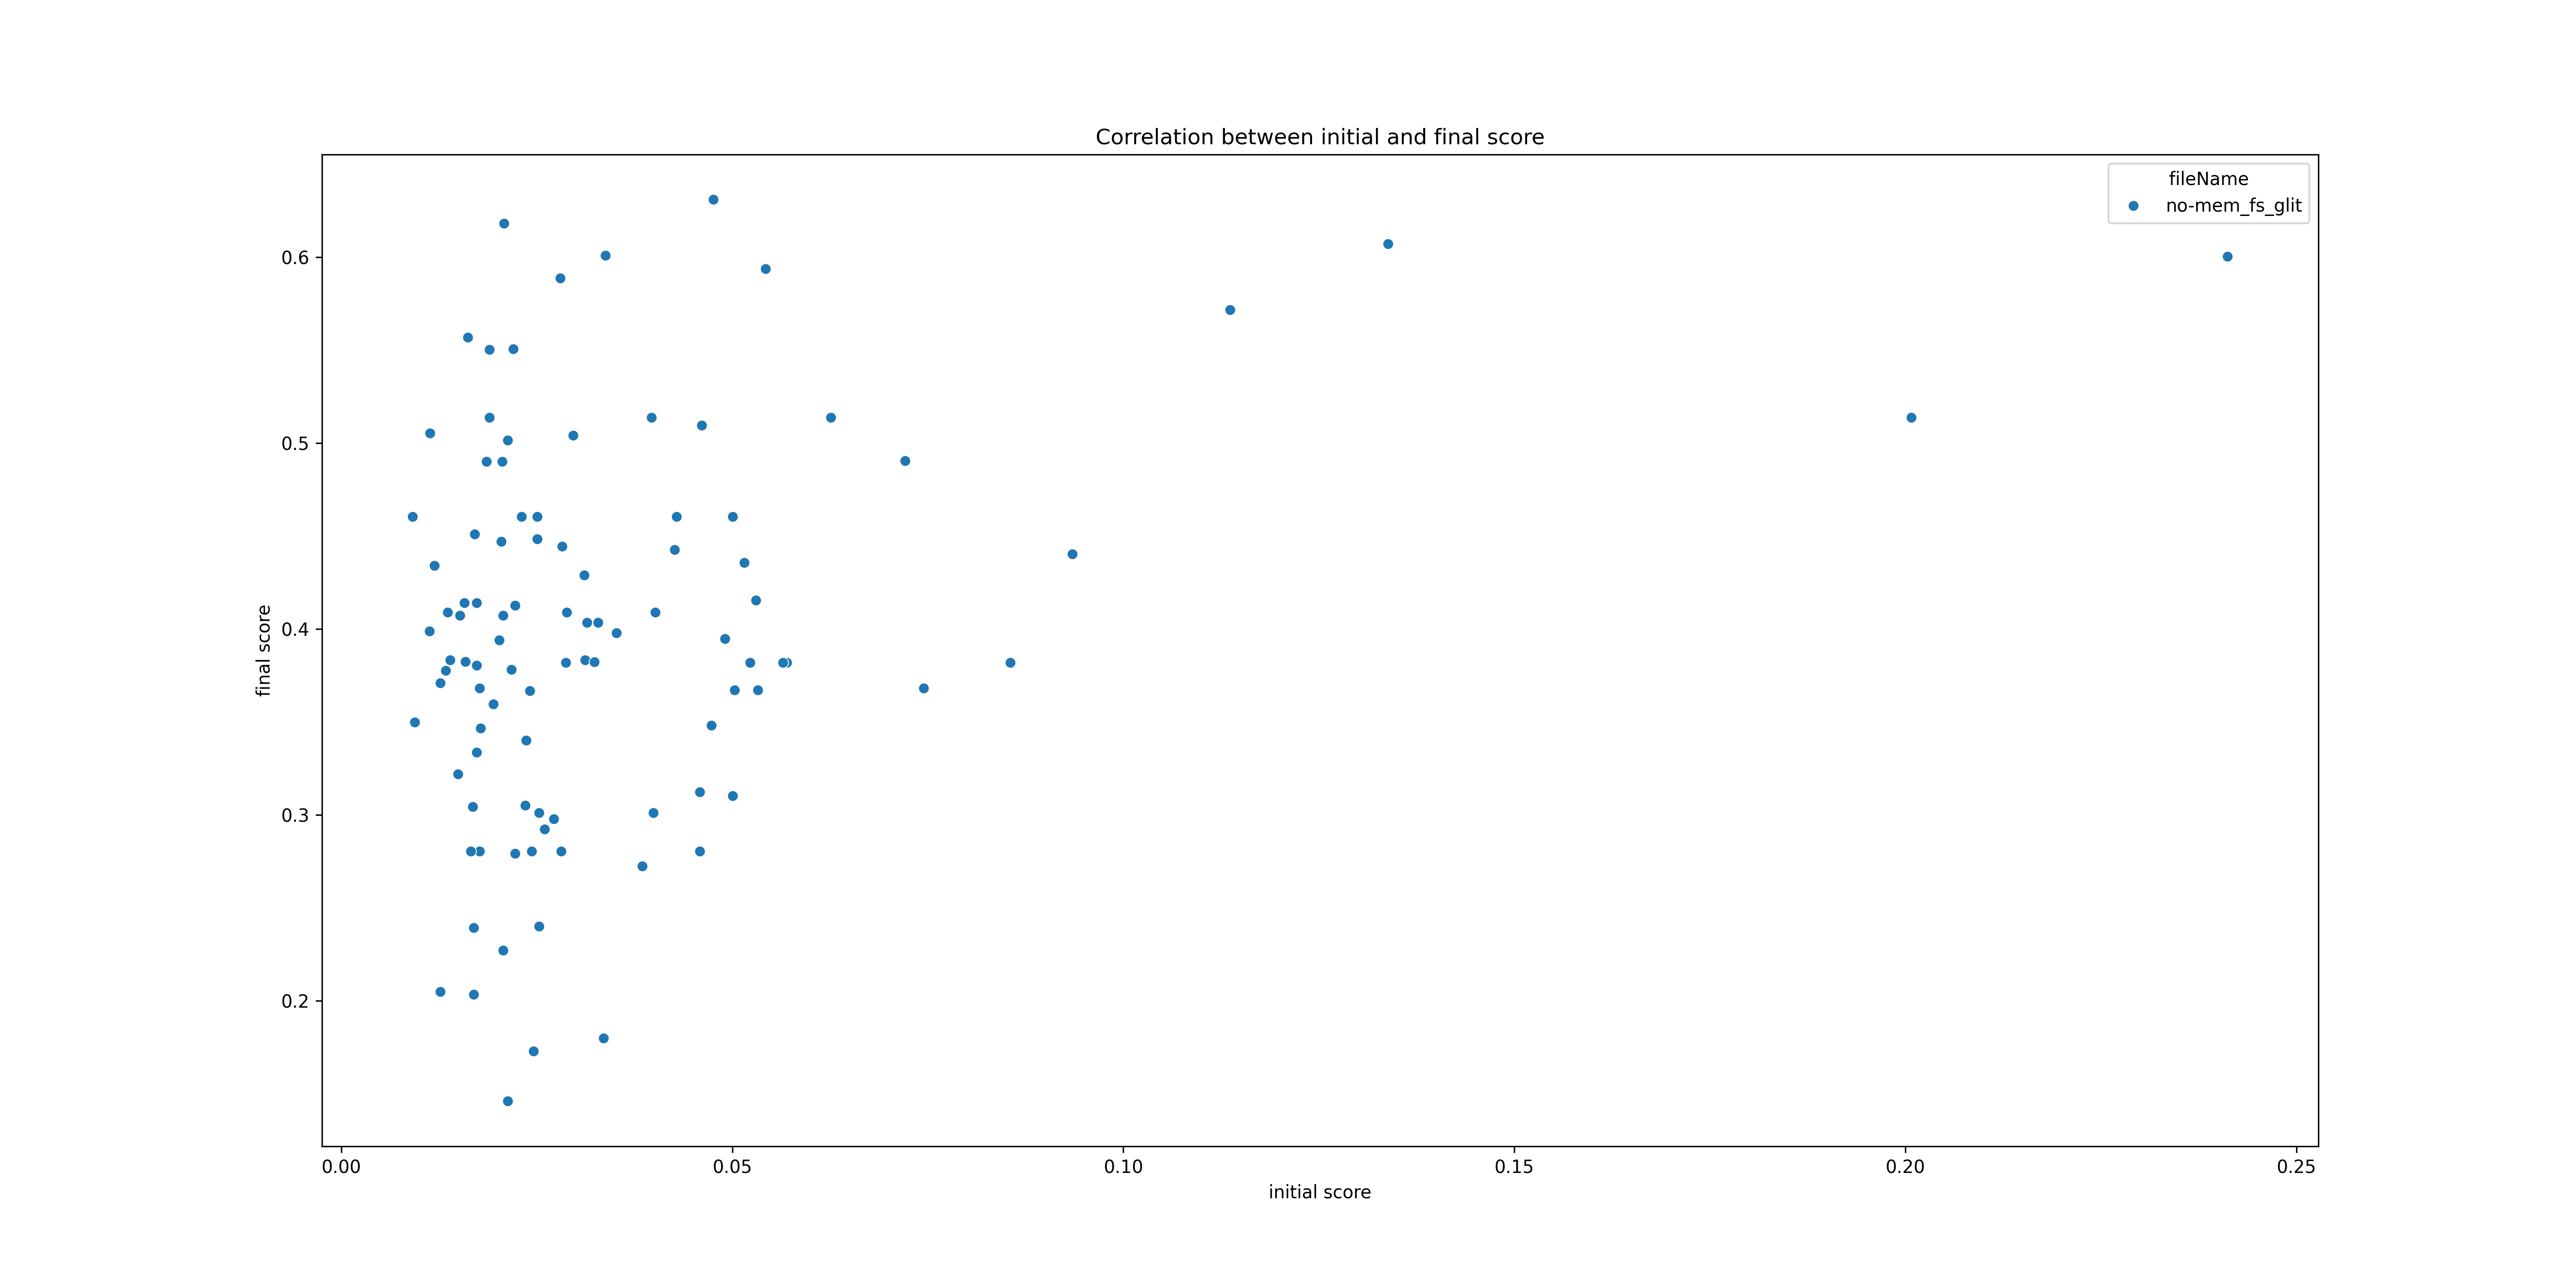 Correlation between initial and final score
fileName
no-mem_fs_glit
0.6
0.5
0.4
0.3
0.2
final score
0.00 0.05 0.10 0.15 0.20 0.25
initial score